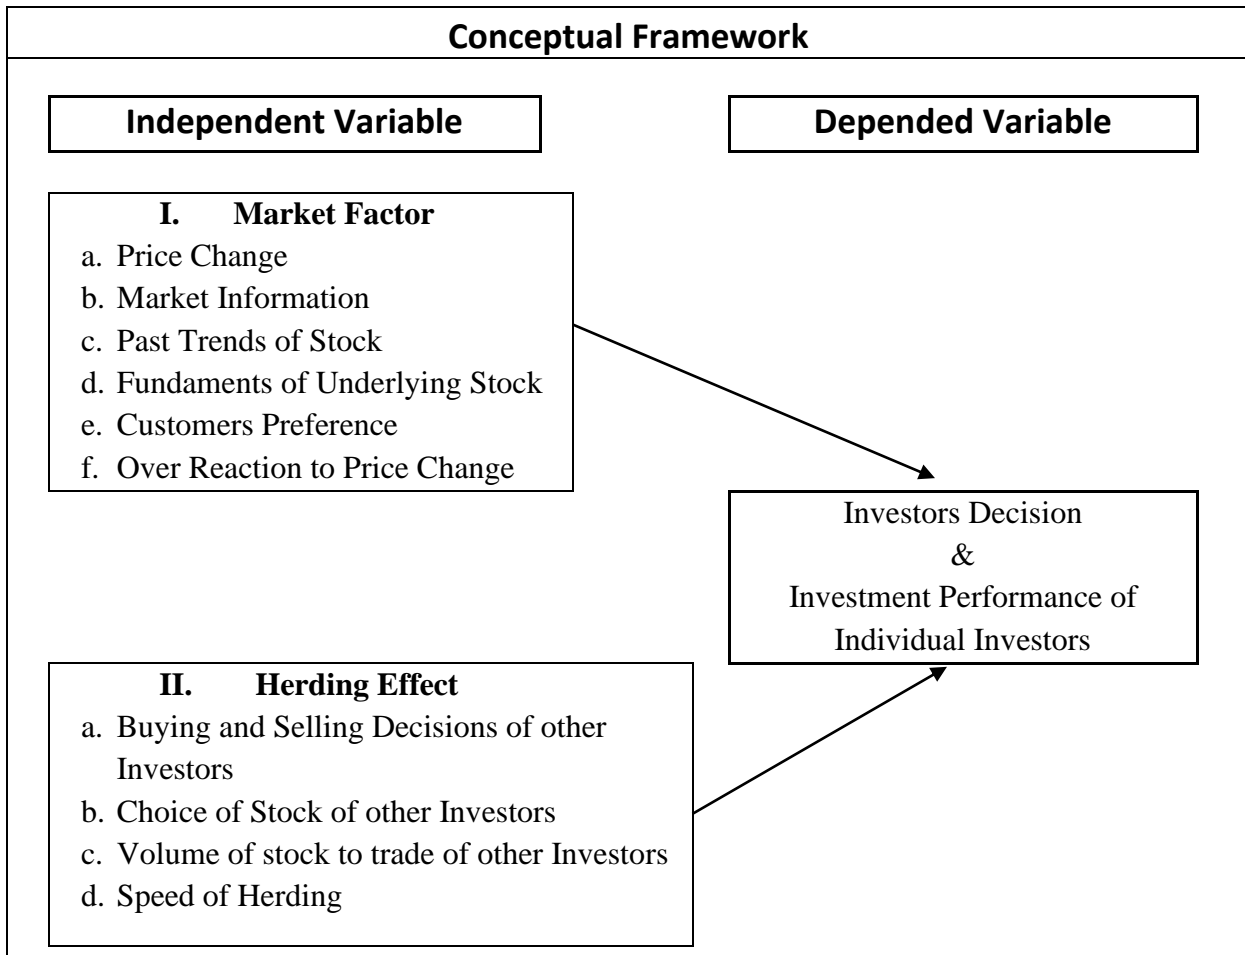 Conceptual Framework
Independent Variable
Depended Variable
I. Market Factor
a. Price Change
b. Market Information
c. Past Trends of Stock
d. Fundaments of Underlying Stock
e. Customers Preference
f. Over Reaction to Price Change
Investors Decision
&
Investment Performance of
Individual Investors
II. Herding Effect
a. Buying and Selling Decisions of other
Investors
b. Choice of Stock of other Investors
c. Volume of stock to trade of other Investors
d. Speed of Herding